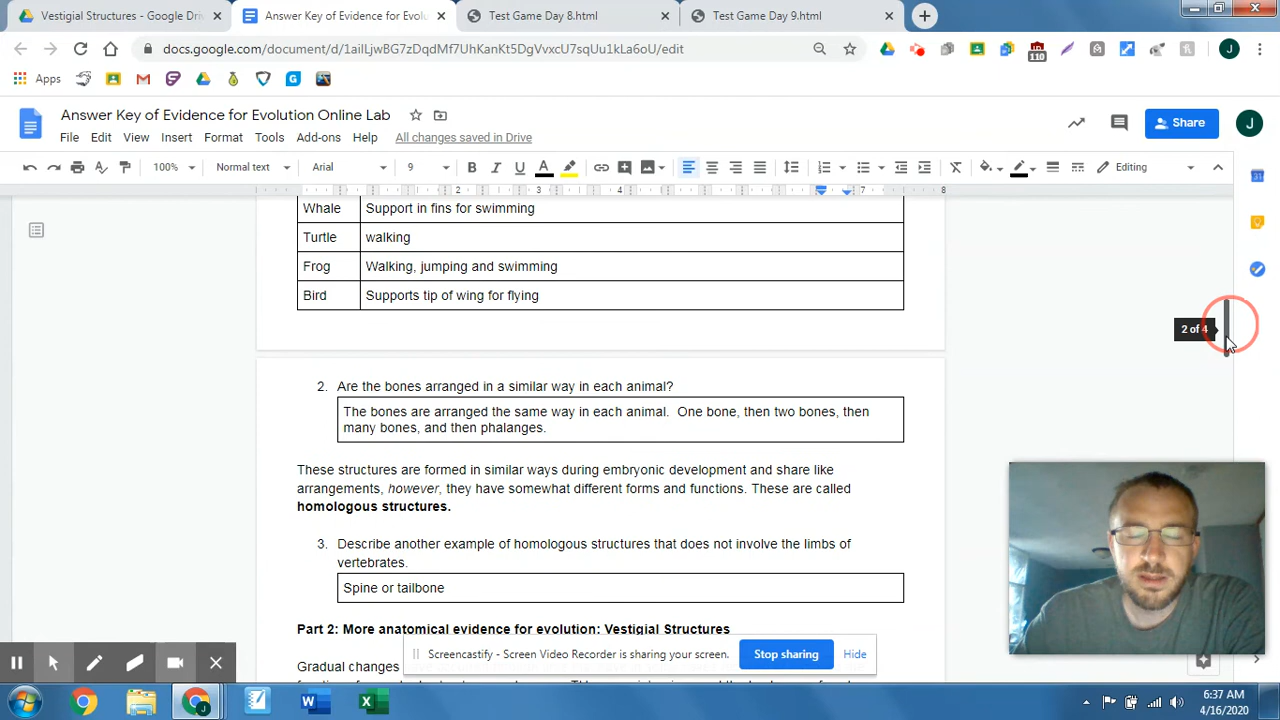 Vestigial Structures - Google Dri
Answer Key of Evidence for Evolu
Test Game Day 8.html
Test Game Day 9.html
docs.google.com/document/d/1ailjwBG7zDqdMf7UhKanKt5DgVvxcU7sqUu1kLa6oU/edit
110
J
Apps
Answer Key of Evidence for Evolution Online Lab
File Edit View Insert Format Tools Add-ons Help All changes saved in Drive
Share
J
100% Normal text Arial 9 B I U A Editing
2 3 4 7 8
Whale Support in fins for swimming
Turtle walking
Frog Walking, jumping and swimming
Bird Supports tip of wing for flying
2 of 4
2. Are the bones arranged in a similar way in each animal?
The bones are arranged the same way in each animal. One bone, then two bones, then
many bones, and then phalanges.
These structures are formed in similar ways during embryonic development and share like
arrangements, however, they have somewhat different forms and functions. These are called
homologous structures.
3. Describe another example of homologous structures that does not involve the limbs of
vertebrates.
Spine or tailbone
Part 2: More anatomical evidence for evolution: Vestigial Structures
Screencastify - Screen Video Recorder is sharing your screen. Stop sharing Hide
Gradual changes
6:37 AM
4/16/2020